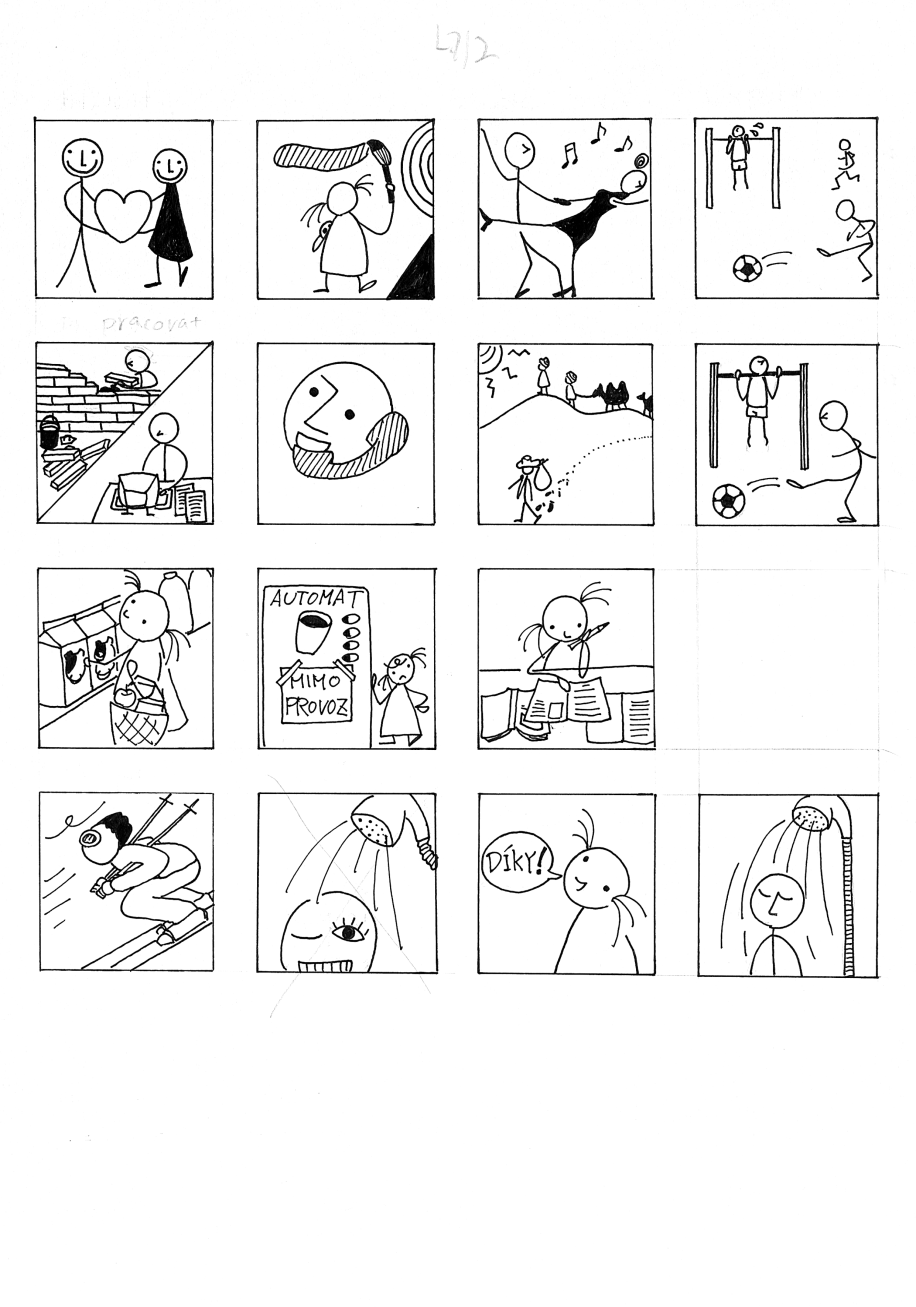 L7/2
pracovat
AUTOMAT
MIMO
PROVOZ
DÍKY!